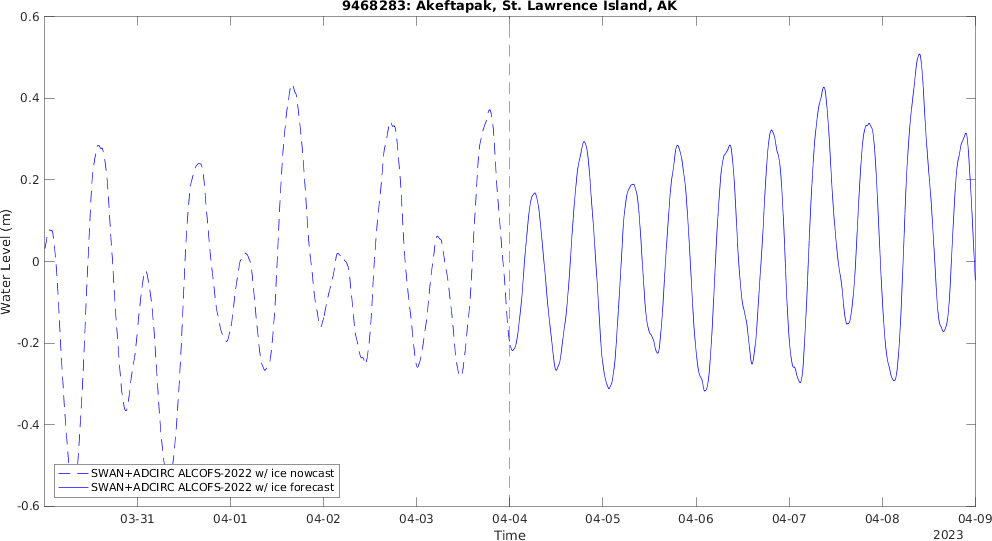 9468283: Akeftapak, St. Lawrence Island, AK
Water Level (m)
0.6
0.4
0.2
0
-0.2
-0.4
-0.6
SWAN+ADCIRC ALCOFS-2022 w/ ice nowcast
SWAN+ADCIRC ALCOFS-2022 w/ ice forecast
03-31 04-01 04-02 04-03 04-04 04-05 04-06 04-07 04-08 04-09
Time
2023